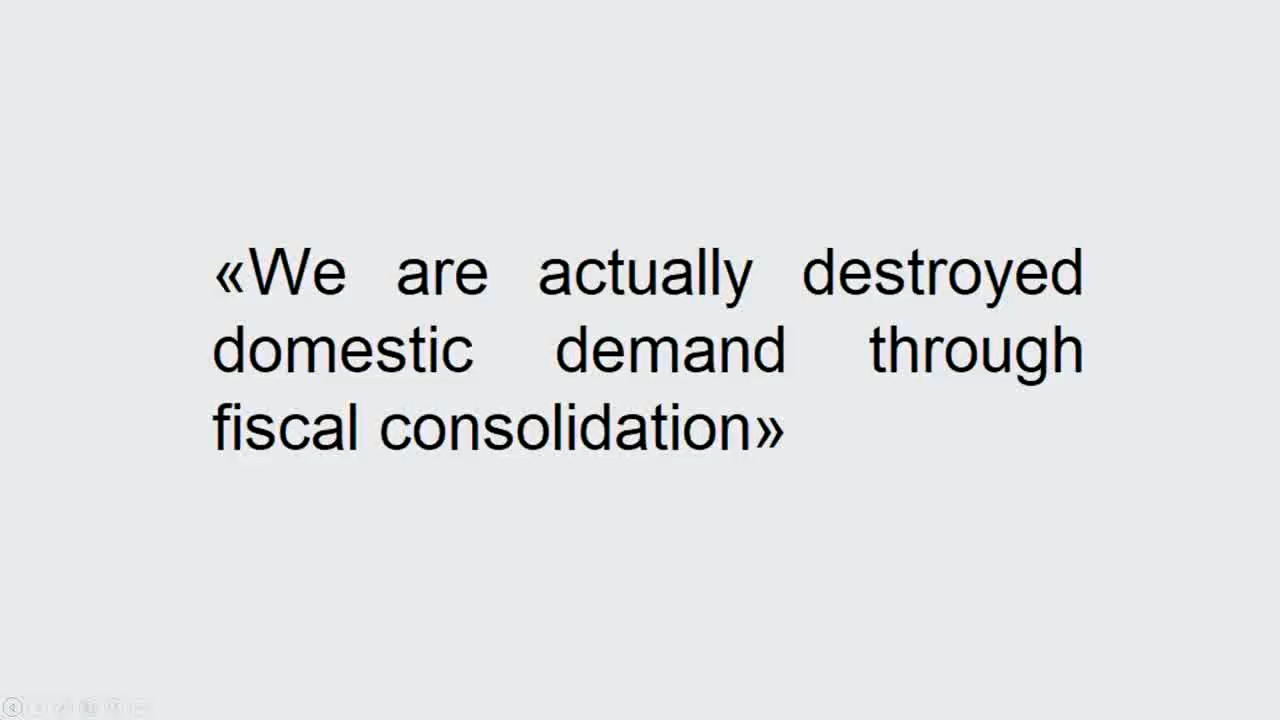 «We are actually destroyed
domestic demand through
fiscal consolidation»